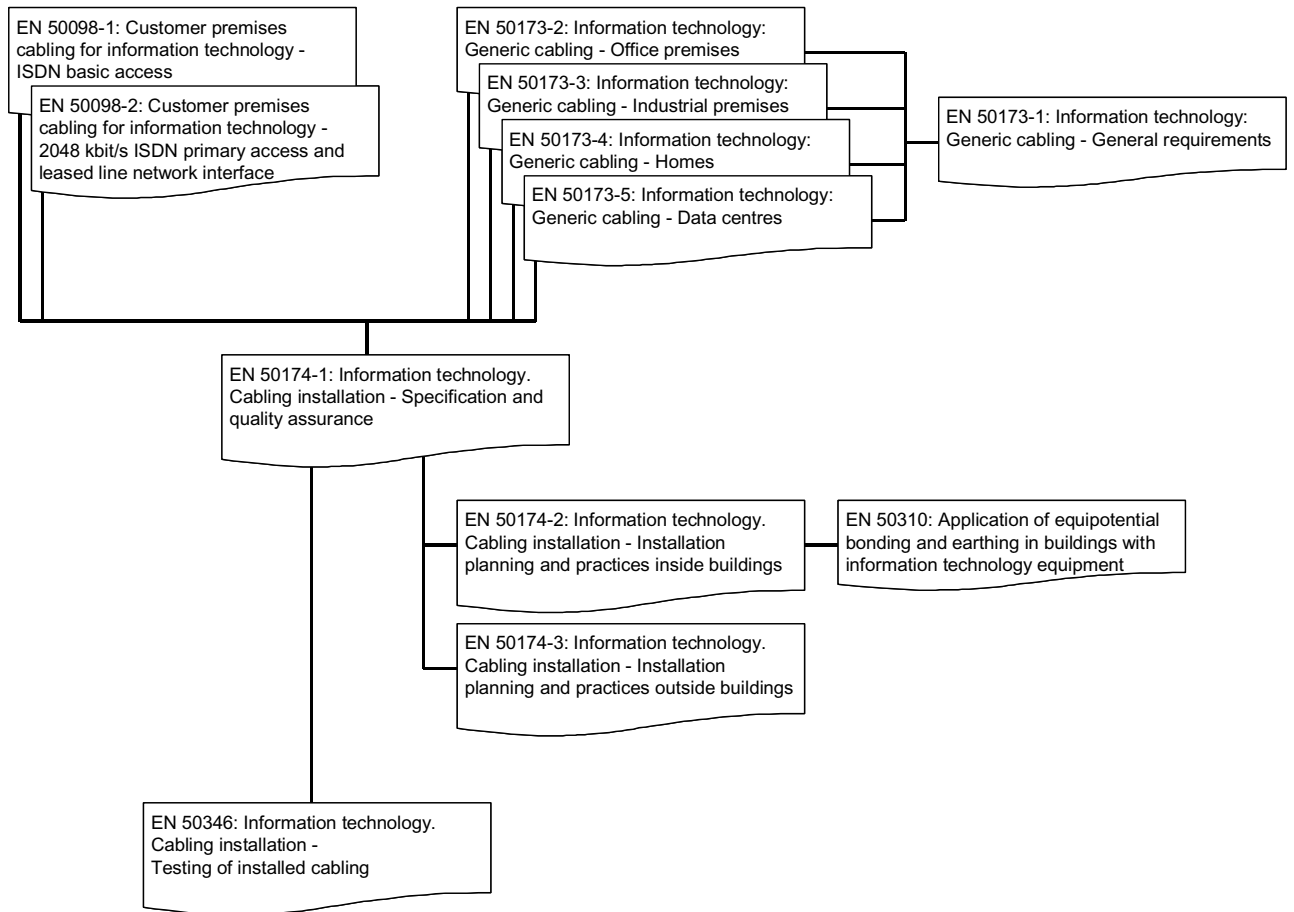 EN 50098-1: Customer premises
cabling for information technology -
ISDN basic access
EN 50098-2: Customer premises
cabling for information technology -
2048 kbit/s ISDN primary access and
leased line network interface
EN 50173-2: Information technology:
Generic cabling - Office premises
EN 50173-3: Information technology:
Generic cabling - Industrial premises
EN 50173-4: Information technology:
Generic cabling - Homes
EN 50173-5: Information technology:
Generic cabling - Data centres
EN 50173-1: Information technology:
Generic cabling - General requirements
EN 50174-1: Information technology.
Cabling installation - Specification and
quality assurance
EN 50174-2: Information technology.
Cabling installation - Installation
planning and practices inside buildings
EN 50310: Application of equipotential
bonding and earthing in buildings with
information technology equipment
EN 50174-3: Information technology.
Cabling installation - Installation
planning and practices outside buildings
EN 50346: Information technology.
Cabling installation -
Testing of installed cabling